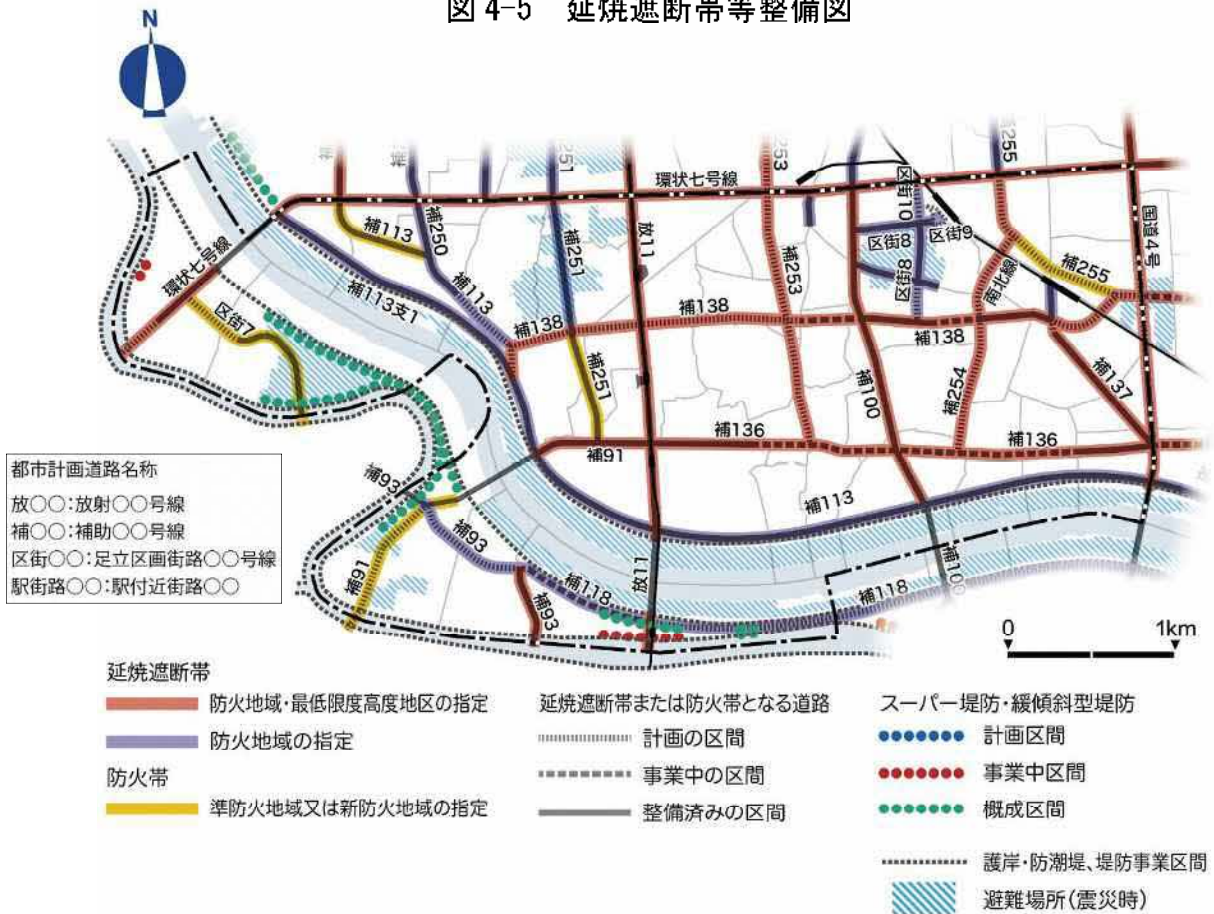 図 4-5 延焼遮断帯等整備図
N
251
253
255
環状七号線
区街10
国道4号
補113
補250
補251
放11
区街8
区街9
補255
環状七号線
補113支1
補113
補253
区街8
南北線
補138
補138
補138
区街7
補251
補100
補254
補137
補136
補136
補91
補93
補113
都市計画道路名称
放○○:放射○○号線
補○○:補助○○号線
区街○○:足立区画街路○○号線
駅街路○○:駅付近街路○○
補93
補91
補118
放11
補100
補118
補93
0 1km
延焼遮断帯
防火地域・最低限度高度地区の指定
防火地域の指定
防火帯
準防火地域又は新防火地域の指定
延焼遮断帯または防火帯となる道路
計画の区間
事業中の区間
整備済みの区間
スーパー堤防・緩傾斜型堤防
計画区間
事業中区間
概成区間
護岸・防潮堤、堤防事業区間
避難場所(震災時)